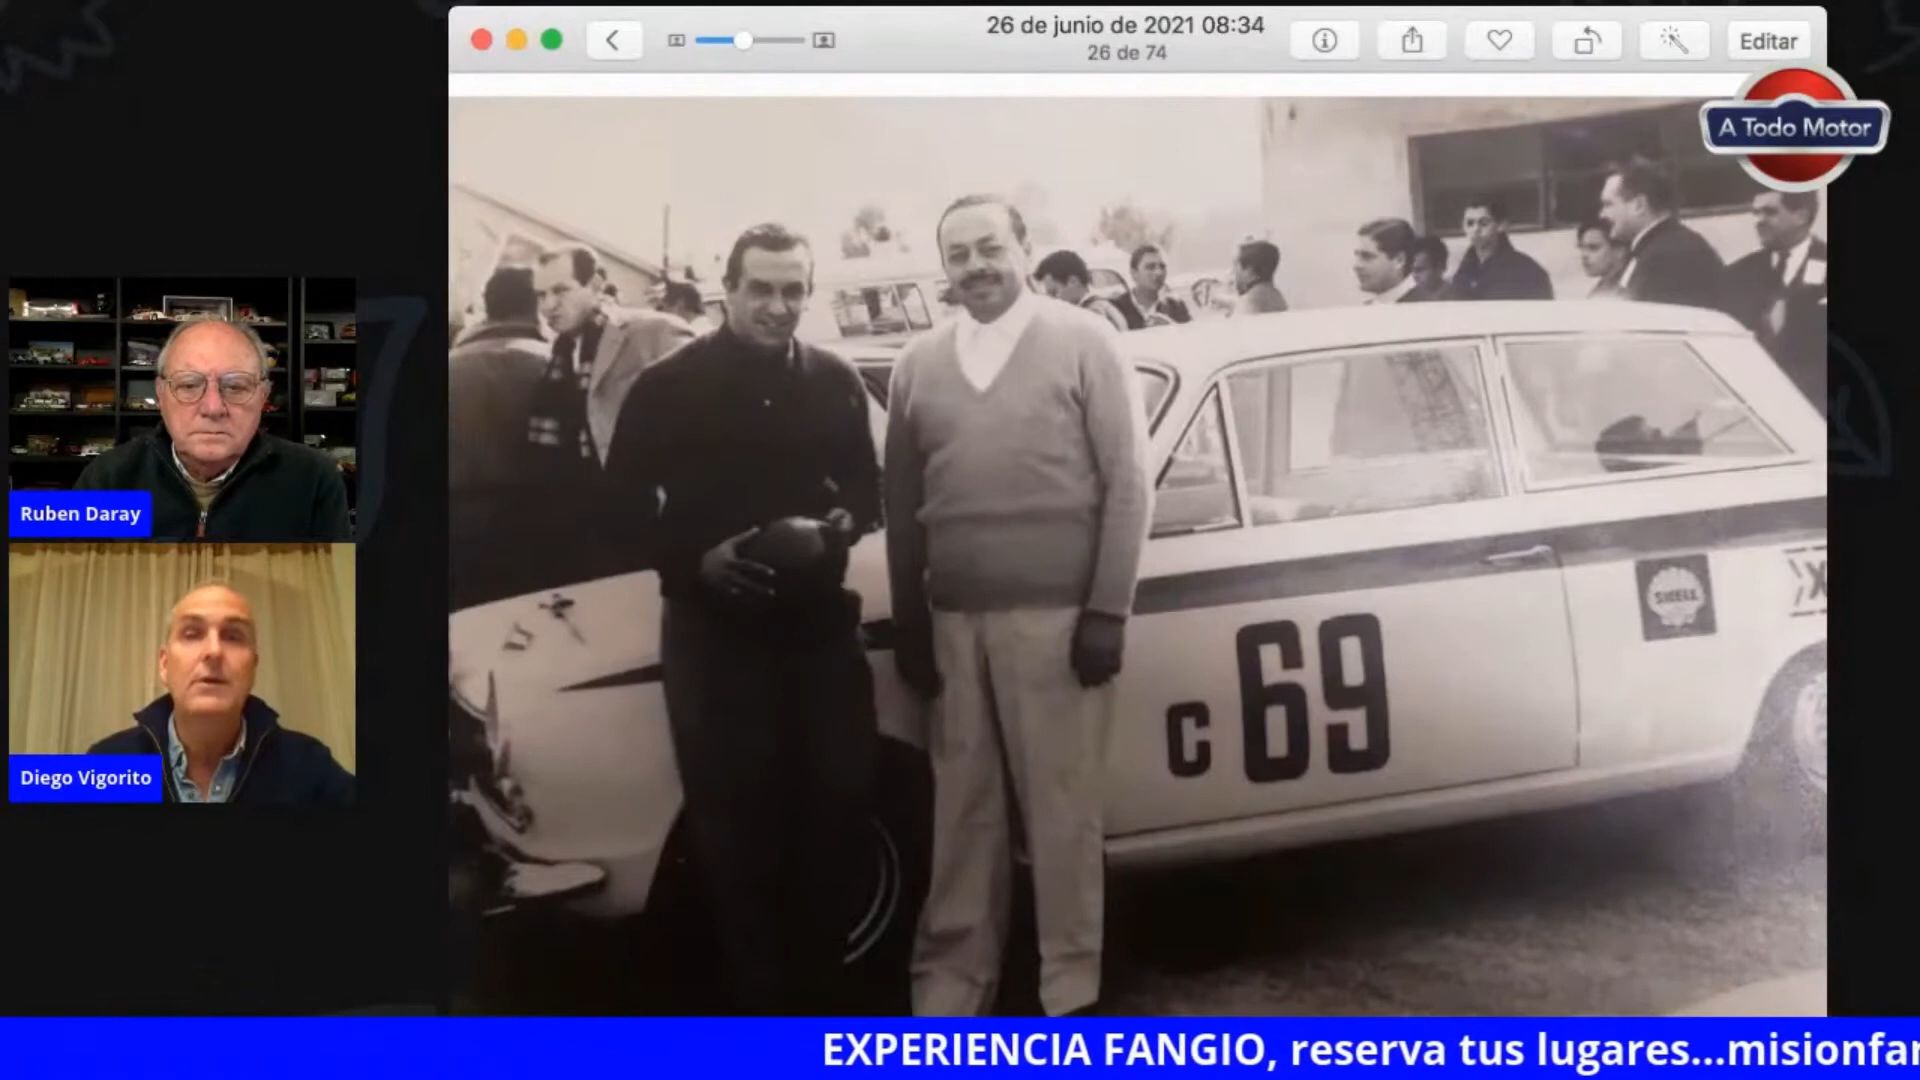 26 de junio de 2021 08:34
26 de 74
Editar
A Todo Motor
Ruben Daray
Diego Vigorito
C 69
SHELL
EXPERIENCIA FANGIO, reserva tus lugares...misionfan